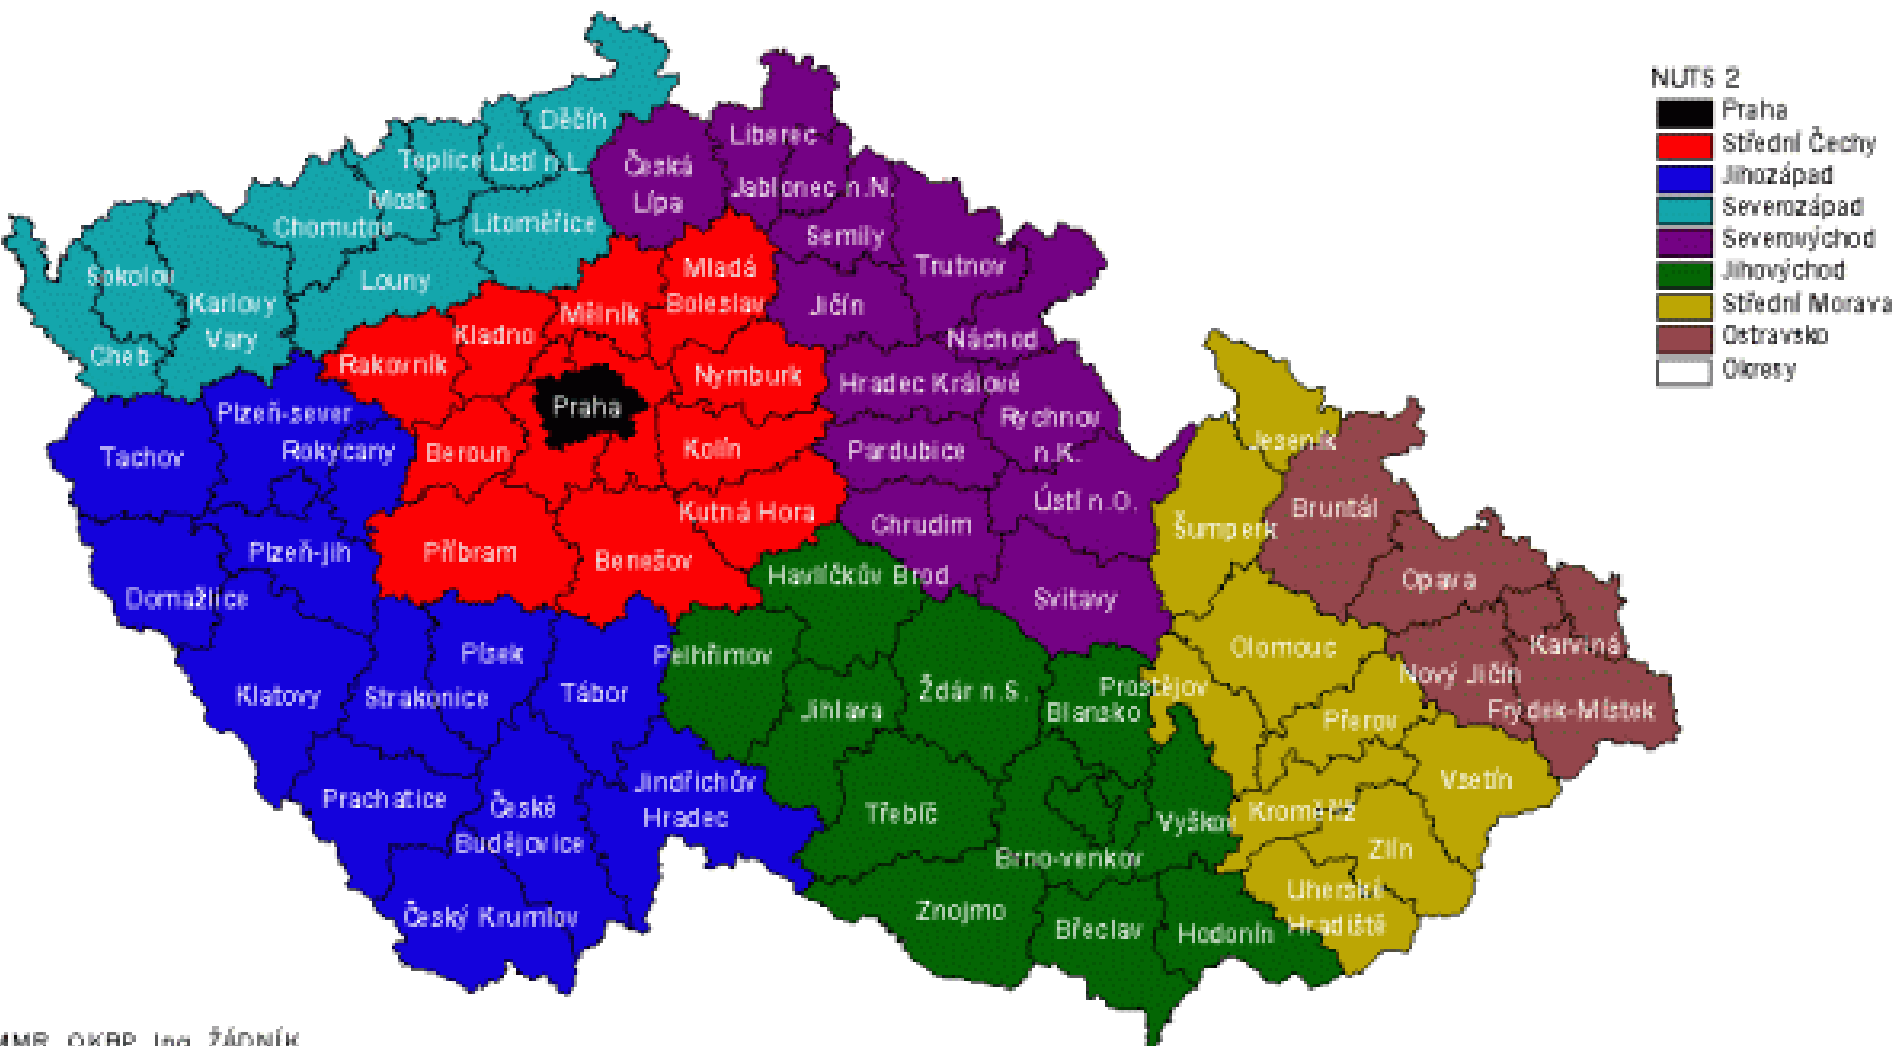 NUTS 2
Praha
Střední Čechy
Jihozápad
Severozápad
Severovýchod
Jihovýchod
Střední Morava
Ostravsko
Okresy
Děčín
Teplice
Ústí n.L.
Most
Chomutov
Litoměřice
Louny
Sokolov
Karlovy
Vary
Cheb
Česká
Lípa
Liberec
Jablonec n.N.
Semily
Trutnov
Jičín
Náchod
Hradec Králové
Rychnov
n.K.
Pardubice
Ústí n.O.
Chrudim
Svitavy
Mladá
Boleslav
Mělník
Kladno
Rakovník
Nymburk
Praha
Beroun
Kolín
Kutná Hora
Příbram
Benešov
Plzeň-sever
Rokycany
Tachov
Plzeň-jih
Domažlice
Klatovy
Strakonice
Písek
Tábor
Prachatice
České
Budějovice
Jindřichův
Hradec
Český Krumlov
Havlíčkův Brod
Pelhřimov
Jihlava
Ždár n.S.
Blansko
Třebíč
Brno-venkov
Vyškov
Znojmo
Břeclav
Hodonín
Jeseník
Šumperk
Olomouc
Prostějov
Přerov
Kroměříž
Vsetín
Zlín
Uherské
Hradiště
Bruntál
Opava
Nový Jičín
Karviná
Frýdek-Místek
MMR OKRP Ing. ŽÁDNÍK